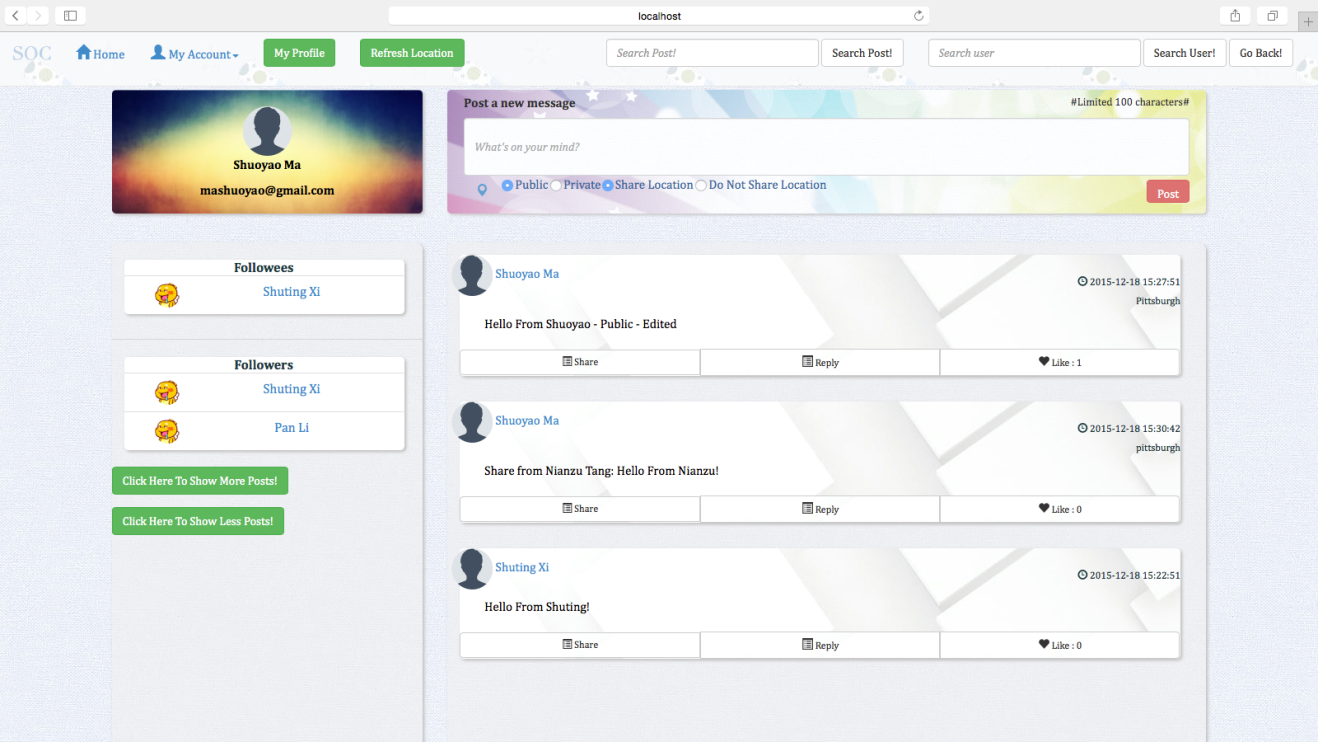 localhost
SOC Home My Account My Profile Refresh Location Search Post! Search Post! Search user Search User! Go Back!
Shuoyao Ma
mashuoyao@gmail.com
Post a new message #Limited 100 characters#
What's on your mind?
Public Private Share Location Do Not Share Location
Post
Followees
Shuting Xi
Followers
Shuting Xi
Pan Li
Click Here To Show More Posts!
Click Here To Show Less Posts!
Shuoyao Ma
2015-12-18 15:27:51
Pittsburgh
Hello From Shuoyao - Public - Edited
Share Reply Like : 1
Shuoyao Ma
2015-12-18 15:30:42
pittsburgh
Share from Nianzu Tang: Hello From Nianzu!
Share Reply Like : 0
Shuting Xi
2015-12-18 15:22:51
Hello From Shuting!
Share Reply Like : 0